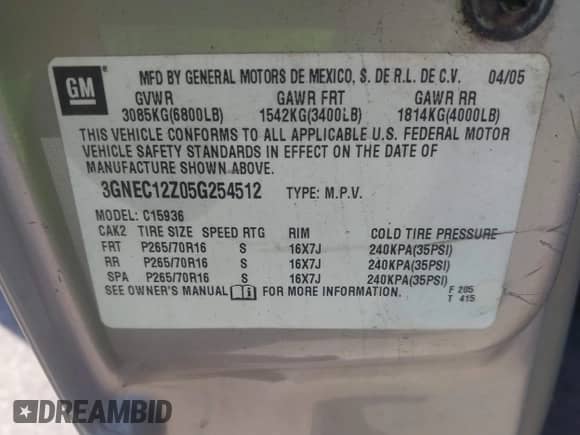 GM
MFD BY GENERAL MOTORS DE MEXICO, S. DE R.L. DE C.V. 04/05
GVWR GAWR FRT GAWR RR
3085KG(6800LB) 1542KG(3400LB) 1814KG(4000LB)
THIS VEHICLE CONFORMS TO ALL APPLICABLE U.S. FEDERAL MOTOR
VEHICLE SAFETY STANDARDS IN EFFECT ON THE DATE OF
MANUFACTURE SHOWN ABOVE.
3GNEC12Z05G254512 TYPE: M.P.V.
MODEL: C15936
CAK2 TIRE SIZE SPEED RTG RIM COLD TIRE PRESSURE
FRT P265/70R16 S 16X7J 240KPA(35PSI)
RR P265/70R16 S 16X7J 240KPA(35PSI)
SPA P265/70R16 S 16X7J 240KPA(35PSI)
SEE OWNER'S MANUAL FOR MORE INFORMATION.
F 205
T 415
DREAMBID